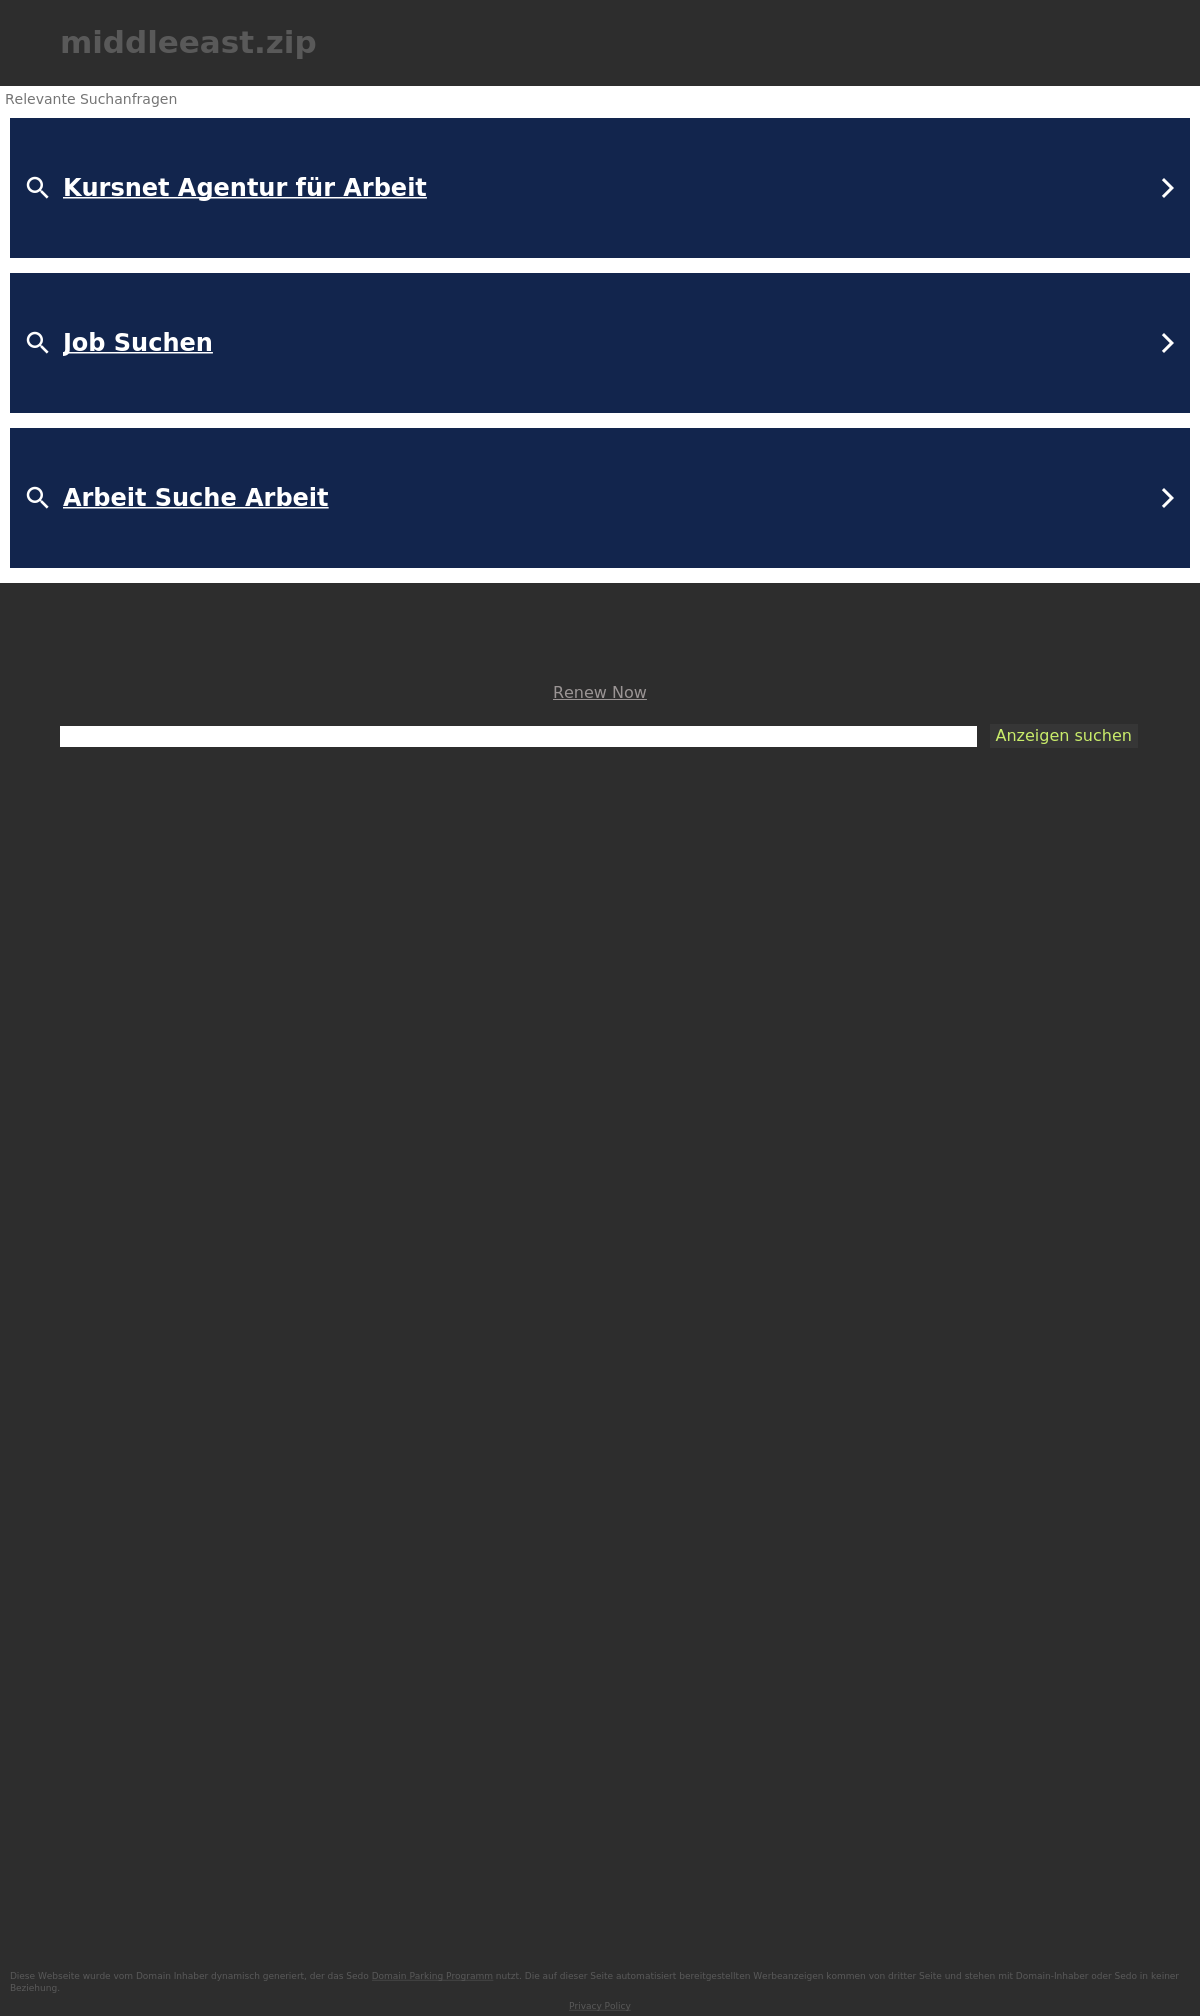 middleeast.zip
Relevante Suchanfragen
Kursnet Agentur für Arbeit
Job Suchen
Arbeit Suche Arbeit
Renew Now
Anzeigen suchen
Diese Webseite wurde vom Domain Inhaber dynamisch generiert, der das Sedo Domain Parking Programm nutzt. Die auf dieser Seite automatisiert bereitgestellten Werbeanzeigen kommen von dritter Seite und stehen mit Domain-Inhaber oder Sedo in keiner
Beziehung.
Privacy Policy